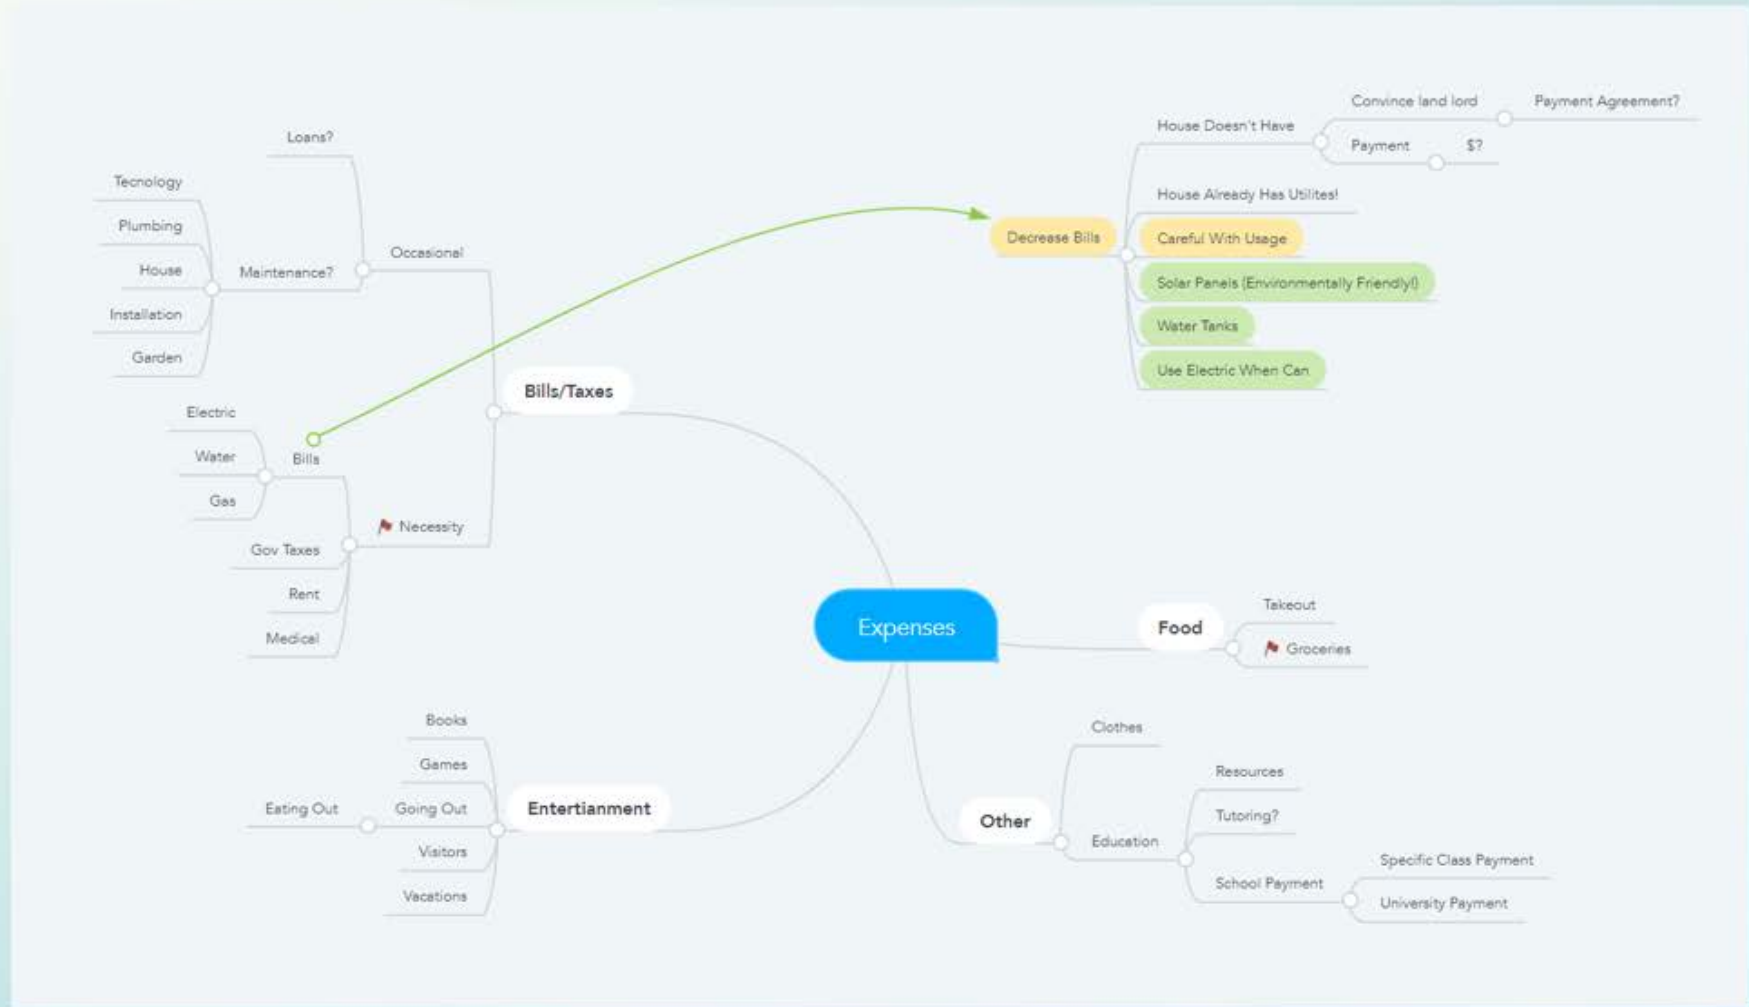 Expenses
Bills/Taxes
Occasional
Loans?
Maintenance?
Tecnology
Plumbing
House
Installation
Garden
Necessity
Bills
Electric
Water
Gas
Gov Taxes
Rent
Medical
Decrease Bills
House Doesn't Have
Convince land lord
Payment Agreement?
Payment
$?
House Already Has Utilites!
Careful With Usage
Solar Panels (Environmentally Friendly!)
Water Tanks
Use Electric When Can
Food
Takeout
Groceries
Entertianment
Books
Games
Going Out
Eating Out
Visitors
Vacations
Other
Clothes
Education
Resources
Tutoring?
School Payment
Specific Class Payment
University Payment